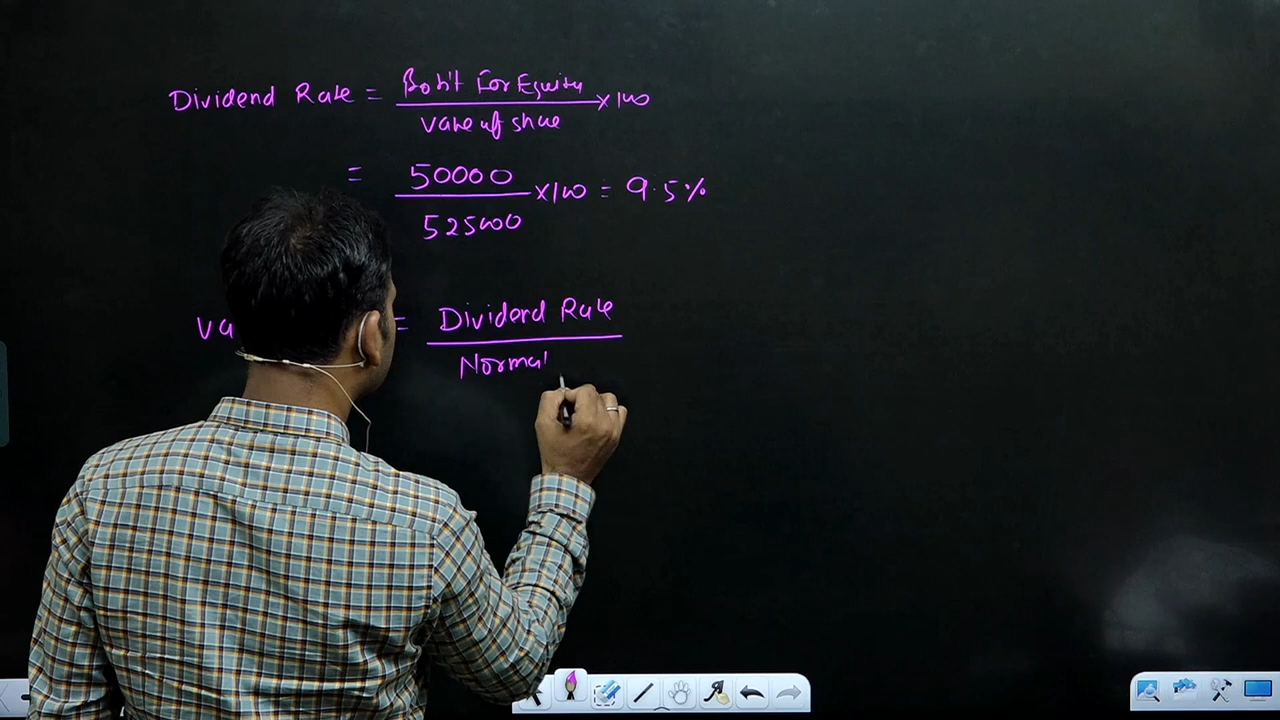 Dividend Rate = Profit For Equity / Value of share × 100
= 50000 / 525000 × 100 = 9.5%
Va = Dividend Rate / Normal